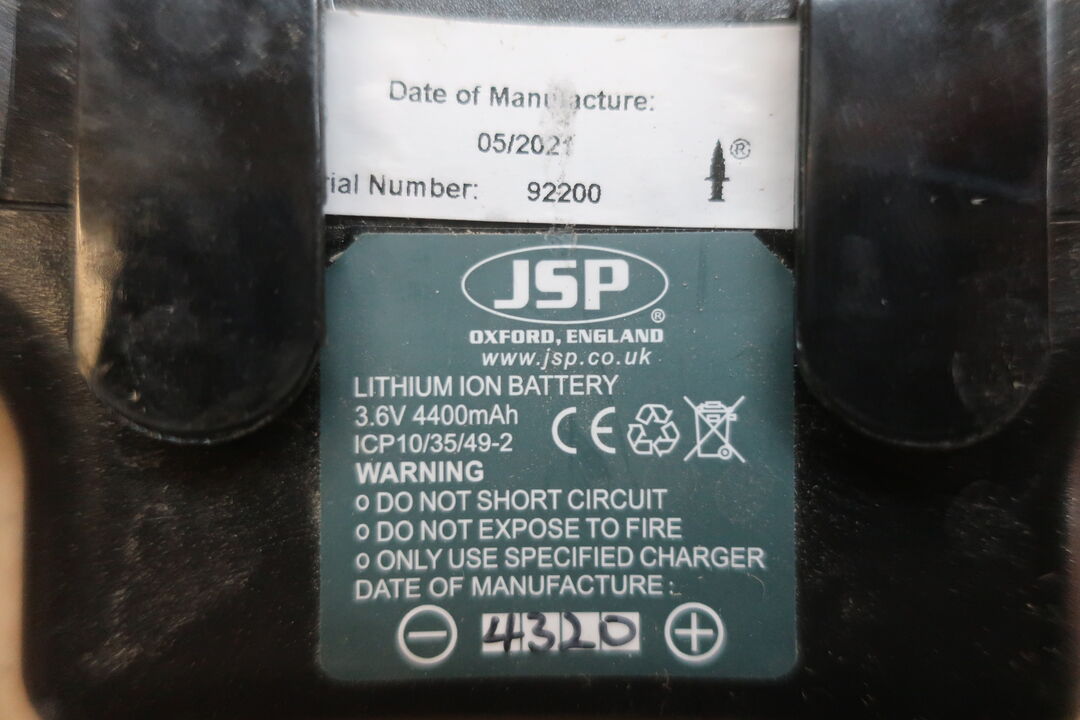 Date of Manufacture:
05/2021
rial Number: 92200
®
JSP
®
OXFORD, ENGLAND
www.jsp.co.uk
LITHIUM ION BATTERY
3.6V 4400mAh
ICP10/35/49-2
CE
WARNING
o DO NOT SHORT CIRCUIT
o DO NOT EXPOSE TO FIRE
o ONLY USE SPECIFIED CHARGER
DATE OF MANUFACTURE :
- 4320 +